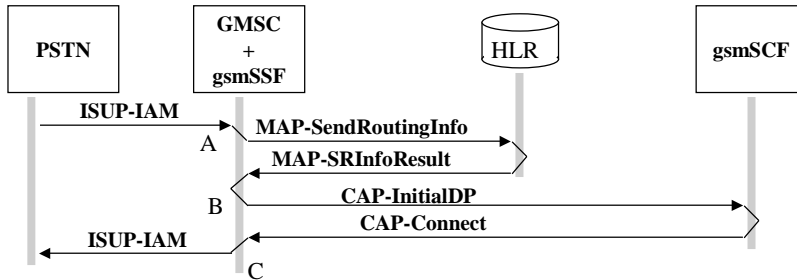 PSTN
GMSC
+
gsmSSF
HLR
gsmSCF
ISUP-IAM
A
MAP-SendRoutingInfo
MAP-SRInfoResult
B
CAP-InitialDP
CAP-Connect
ISUP-IAM
C